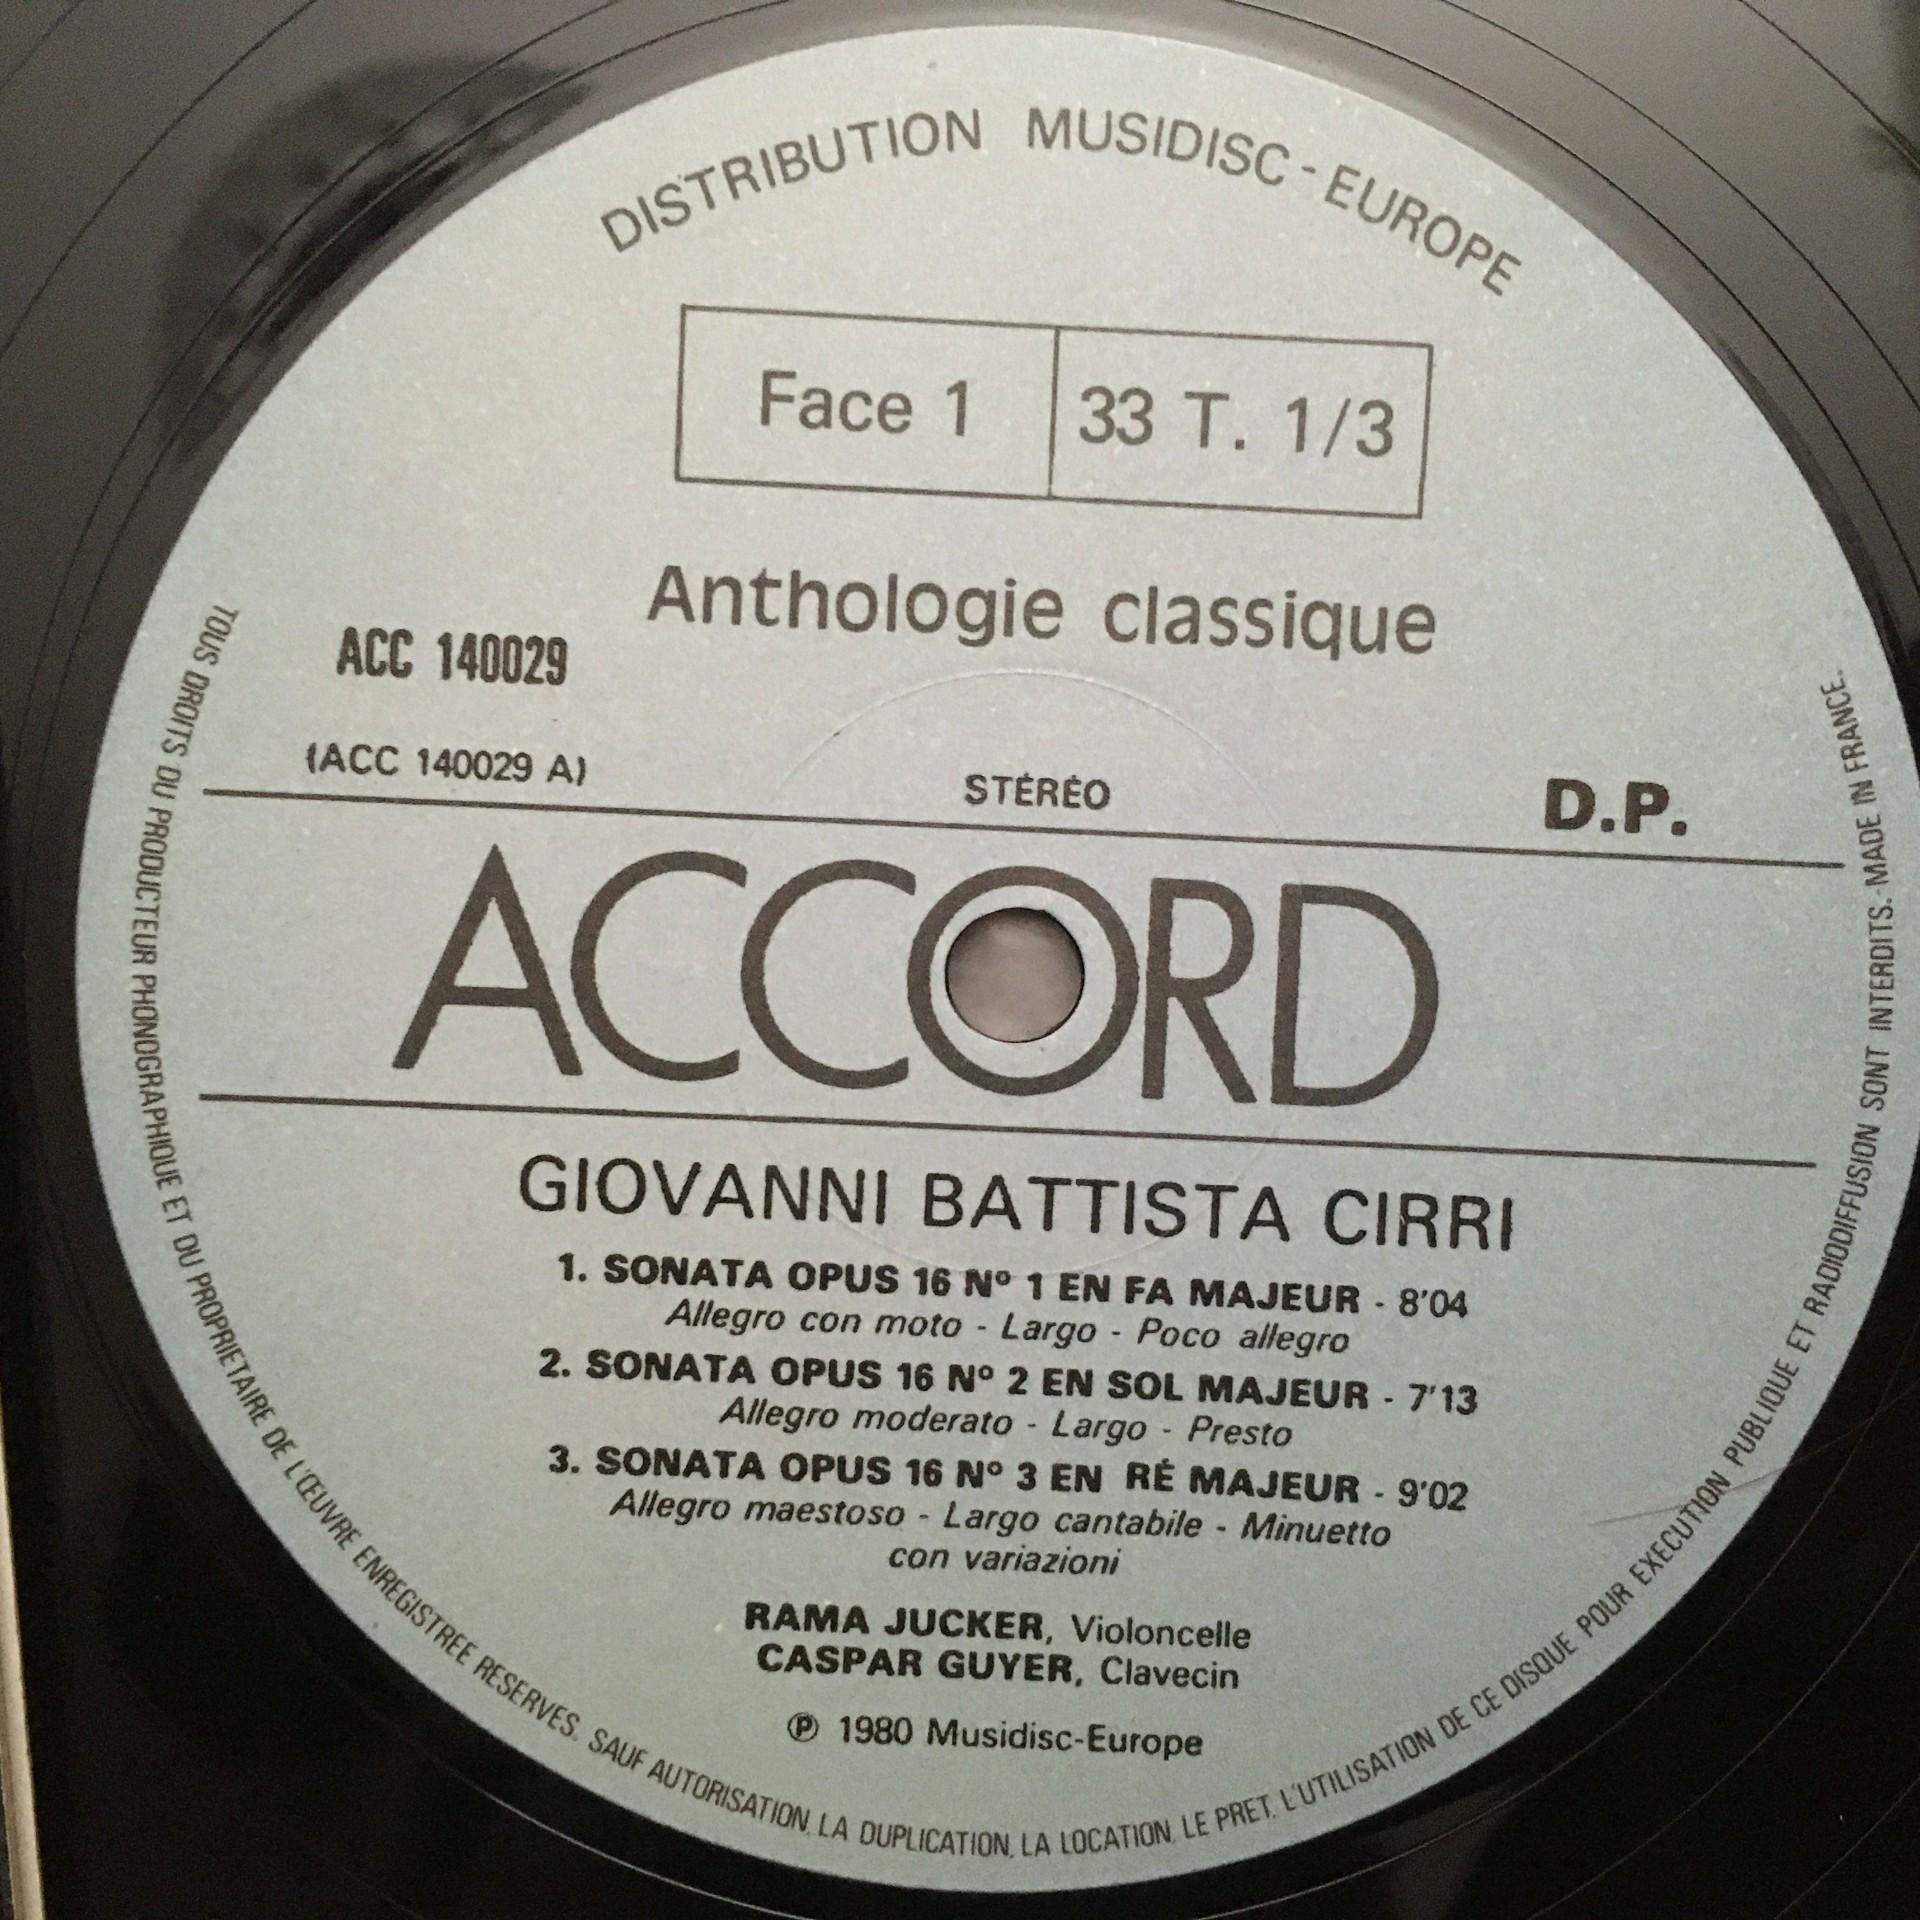 DISTRIBUTION MUSIDISC - EUROPE
Face 1
33 T. 1/3
Anthologie classique
ACC 140029
(ACC 140029 A)
STÉRÉO
D.P.
ACCORD
GIOVANNI BATTISTA CIRRI
1. SONATA OPUS 16 Nº 1 EN FA MAJEUR - 8'04
Allegro con moto - Largo - Poco allegro
2. SONATA OPUS 16 Nº 2 EN SOL MAJEUR - 7'13
Allegro moderato - Largo - Presto
3. SONATA OPUS 16 Nº 3 EN RÉ MAJEUR - 9'02
Allegro maestoso - Largo cantabile - Minuetto
con variazioni
RAMA JUCKER, Violoncelle
CASPAR GUYER, Clavecin
℗ 1980 Musidisc-Europe
TOUS DROITS DU PRODUCTEUR PHONOGRAPHIQUE ET DU PROPRIETAIRE DE L'ŒUVRE ENREGISTREE RESERVES. SAUF AUTORISATION, LA DUPLICATION, LA LOCATION, LE PRET, L'UTILISATION DE CE DISQUE POUR EXECUTION PUBLIQUE ET RADIODIFFUSION SONT INTERDITS. MADE IN FRANCE.